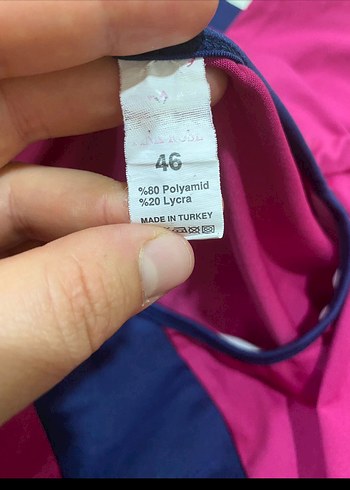 46
%80 Polyamid
%20 Lycra
MADE IN TURKEY